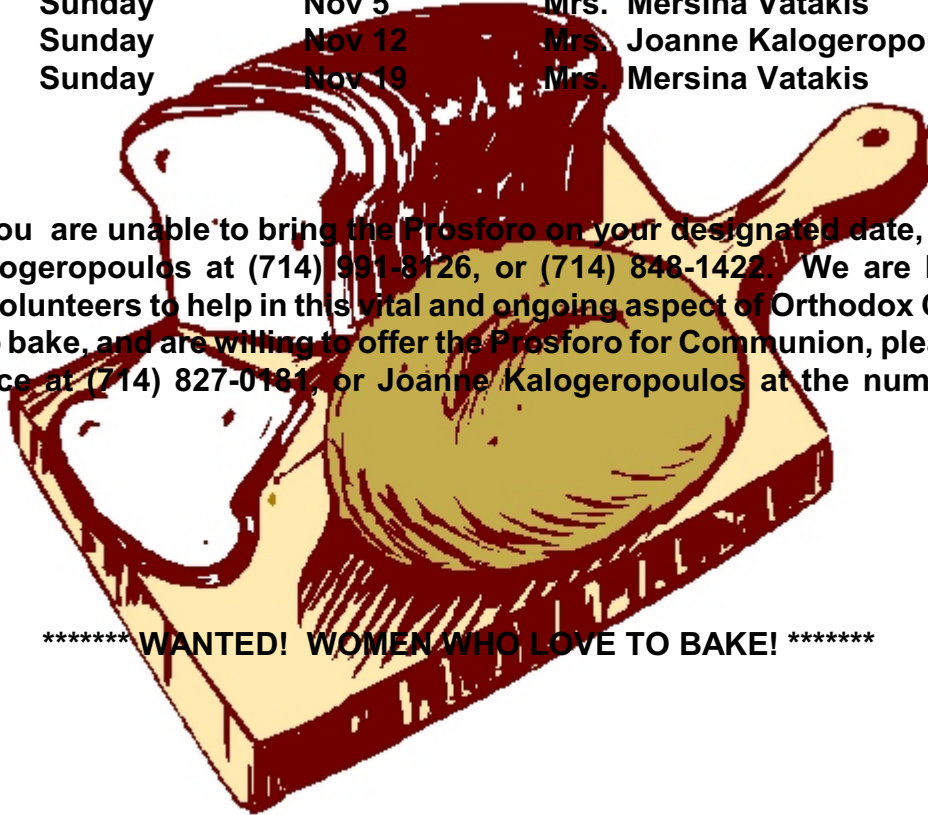 Sunday Nov 5 Mrs. Mersina Vatakis
Sunday Nov 12 Mrs. Joanne Kalogeropou
Sunday Nov 19 Mrs. Mersina Vatakis
ou are unable to bring the Prosforo on your designated date,
logeropoulos at (714) 991-8126, or (714) 848-1422. We are
olunteers to help in this vital and ongoing aspect of Orthodox
bake, and are willing to offer the Prosforo for Communion, plea
ce at (714) 827-0181, or Joanne Kalogeropoulos at the num
******* WANTED! WOMEN WHO LOVE TO BAKE! *******